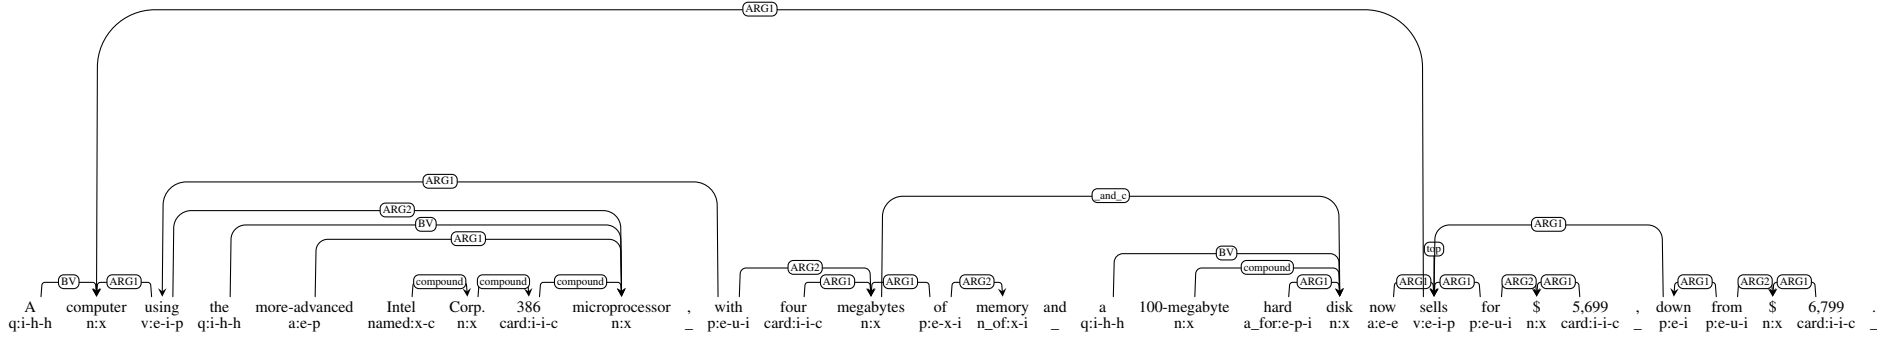 ARG1
ARG1
_and_c
ARG2
BV
ARG1
ARG1
top
BV
ARG2
compound
BV ARG1 compound compound compound ARG1 ARG1 ARG2 ARG1 ARG1 ARG1 ARG2 ARG1 ARG1 ARG2 ARG1
A computer using the more-advanced Intel Corp. 386 microprocessor , with four megabytes of memory and a 100-megabyte hard disk now sells for $ 5,699 , down from $ 6,799 .
q:i-h-h n:x v:e-i-p q:i-h-h a:e-p named:x-c n:x card:i-i-c n:x _ p:e-u-i card:i-i-c n:x p:e-x-i n_of:x-i _ q:i-h-h n:x a_for:e-p-i n:x a:e-e v:e-i-p p:e-u-i n:x card:i-i-c _ p:e-i p:e-u-i n:x card:i-i-c _